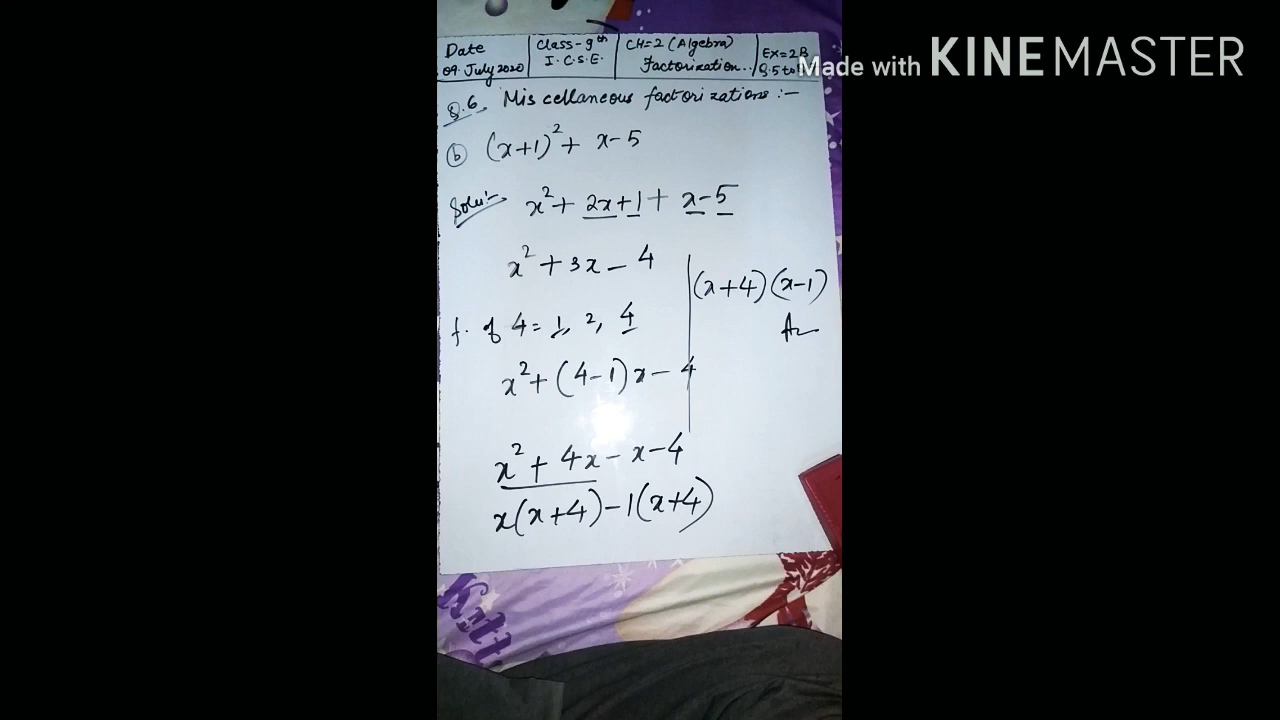 Date
09 July 2020
Class - 9th
I.C.S.E.
CH=2 (Algebra)
Factorization..
EX=2B
Q.5 to
Made with KINEMASTER
Q.6. Miscellaneous factorizations :-
(b) (x+1)² + x-5
Solu:- x² + 2x+1 + x-5
x² + 3x - 4
f. of 4 = 1, 2, 4
x² + (4-1)x - 4
x² + 4x - x - 4
x(x+4) - 1(x+4)
(x+4)(x-1)